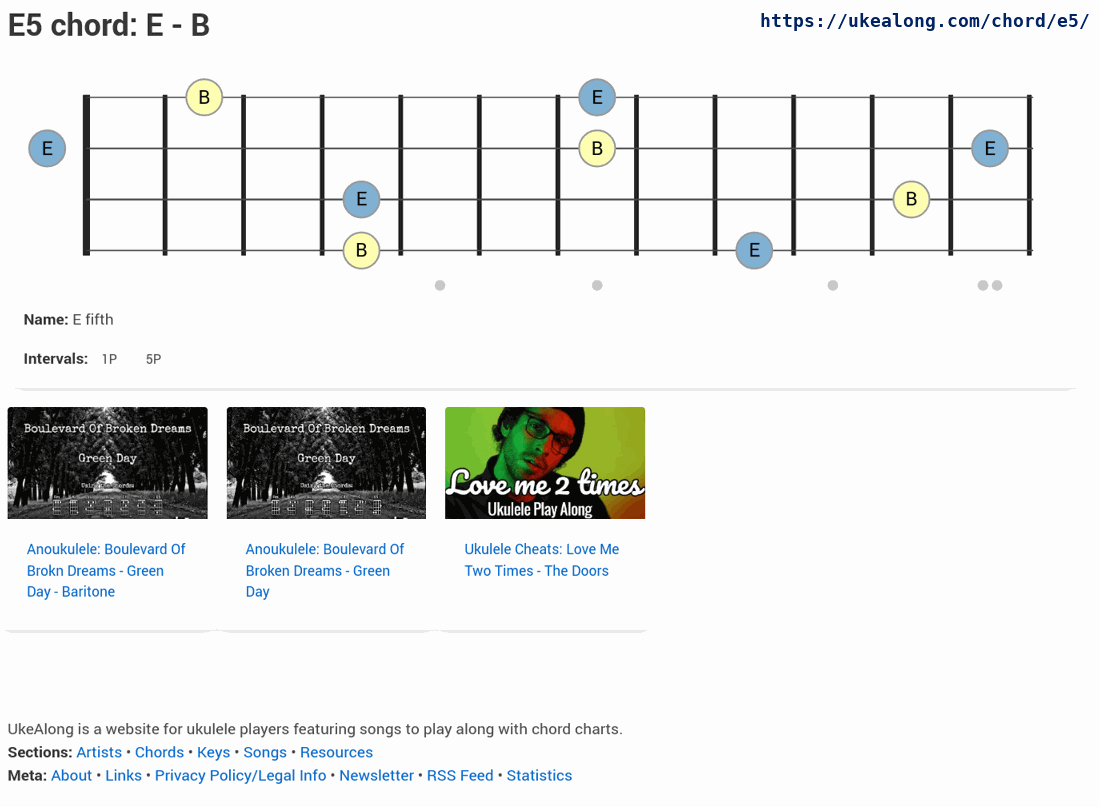 E5 chord: E - B
https://ukealong.com/chord/e5/
B E
E B E
E B
B E
Name: E fifth
Intervals: 1P 5P
Boulevard Of Broken Dreams
Green Day
Boulevard Of Broken Dreams
Green Day
Love me 2 times
Ukulele Play Along
Anoukulele: Boulevard Of
Brokn Dreams - Green
Day - Baritone
Anoukulele: Boulevard Of
Broken Dreams - Green
Day
Ukulele Cheats: Love Me
Two Times - The Doors
UkeAlong is a website for ukulele players featuring songs to play along with chord charts.
Sections: Artists • Chords • Keys • Songs • Resources
Meta: About • Links • Privacy Policy/Legal Info • Newsletter • RSS Feed • Statistics